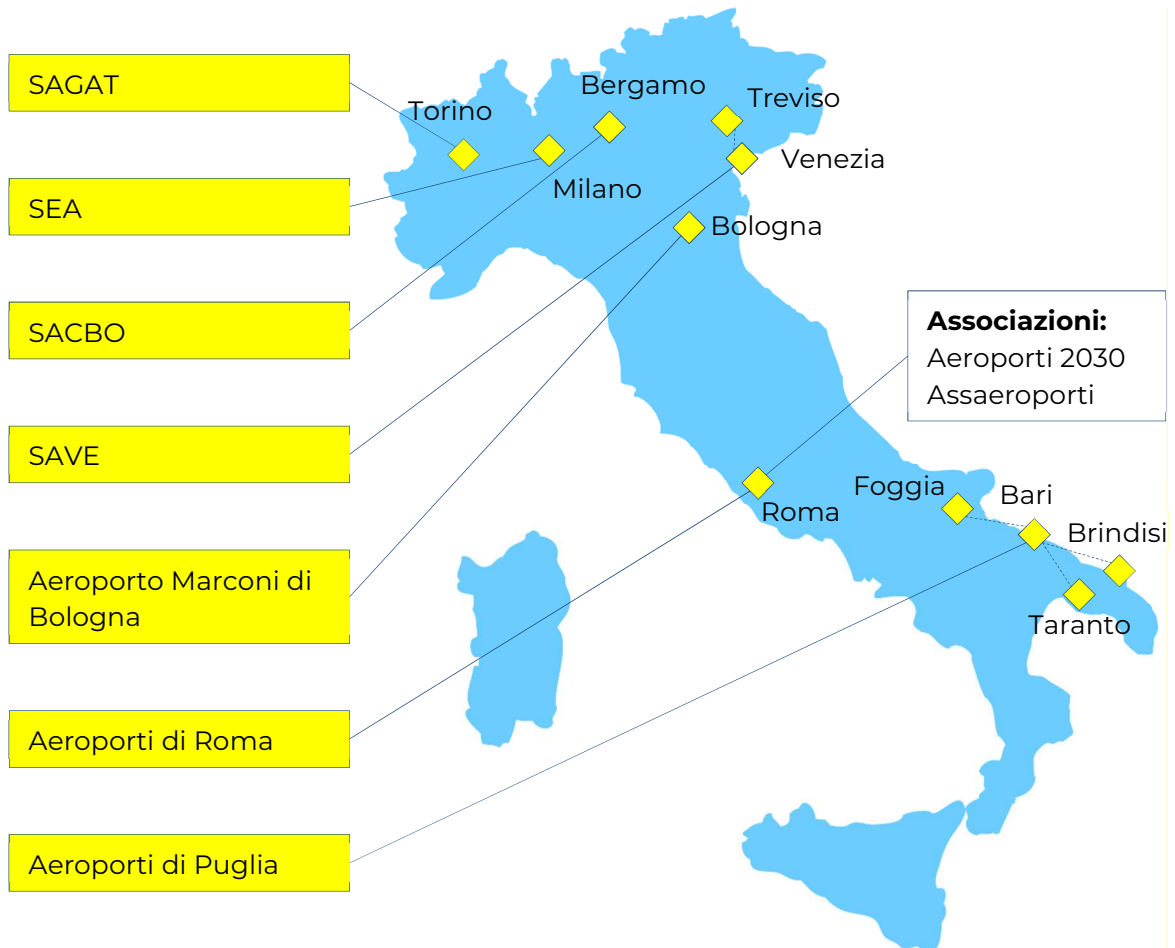 SAGAT
SEA
SACBO
SAVE
Aeroporto Marconi di
Bologna
Aeroporti di Roma
Aeroporti di Puglia
Torino
Bergamo
Treviso
Milano
Venezia
Bologna
Associazioni:
Aeroporti 2030
Assaeroporti
Roma
Foggia
Bari
Brindisi
Taranto